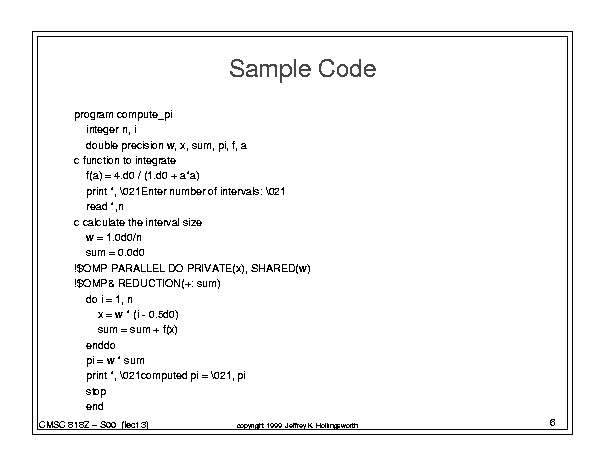 Sample Code
program compute_pi
integer n, i
double precision w, x, sum, pi, f, a
c function to integrate
f(a) = 4.d0 / (1.d0 + a*a)
print *, \021Enter number of intervals: \021
read *,n
c calculate the interval size
w = 1.0d0/n
sum = 0.0d0
!$OMP PARALLEL DO PRIVATE(x), SHARED(w)
!$OMP& REDUCTION(+: sum)
do i = 1, n
x = w * (i - 0.5d0)
sum = sum + f(x)
enddo
pi = w * sum
print *, \021computed pi = \021, pi
stop
end
CMSC 818Z – S00 (lect 3)
copyright 1999 Jeffrey K. Hollingsworth
6